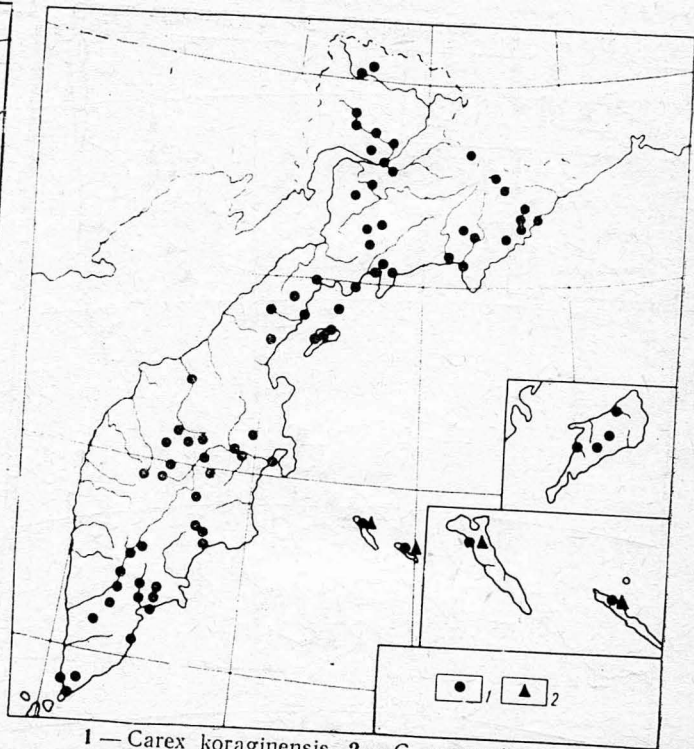 1 2
1 — Carex koraginensis, 2 —